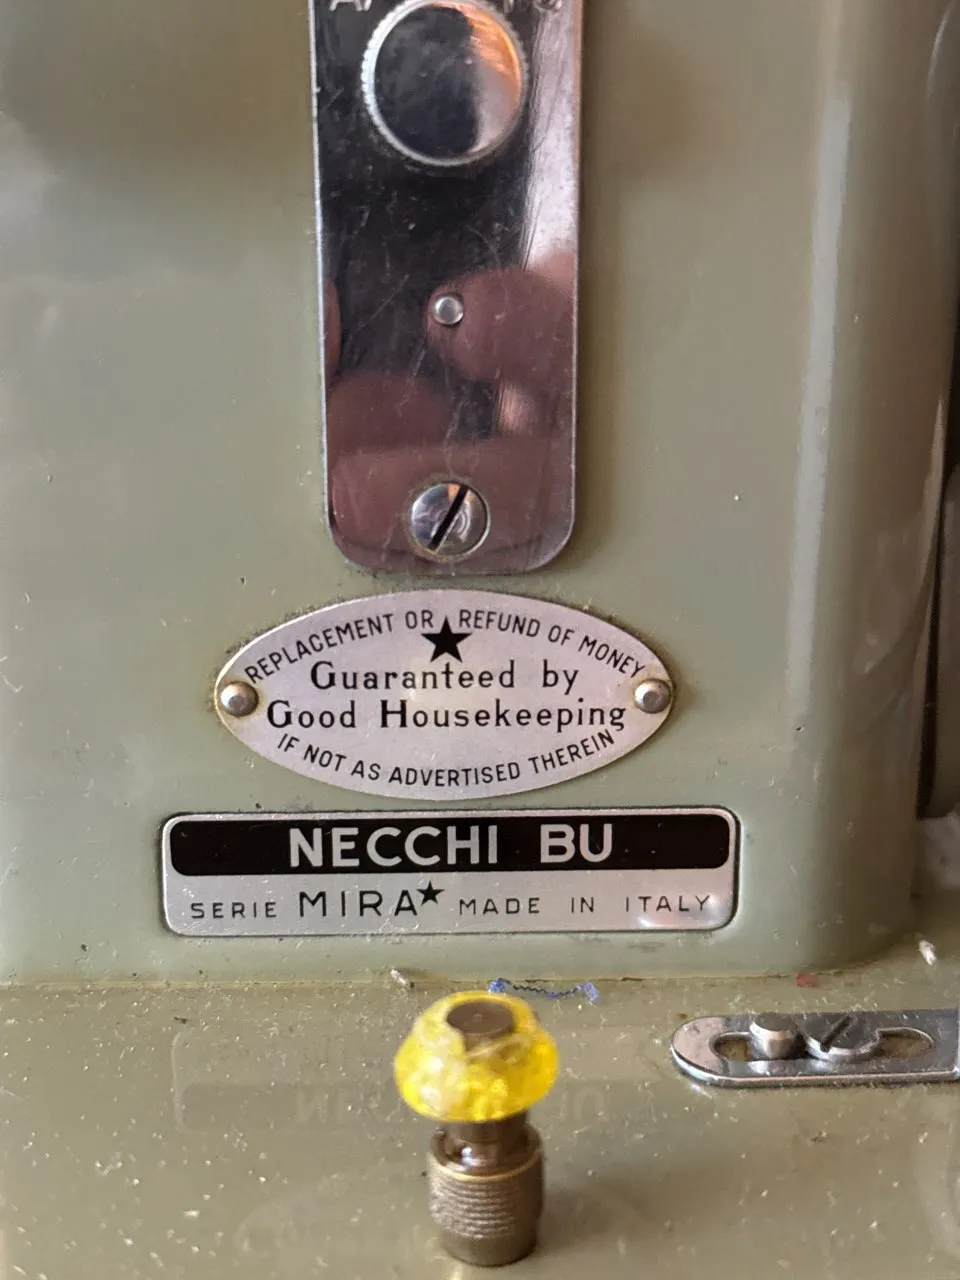 REPLACEMENT OR REFUND OF MONEY
Guaranteed by
Good Housekeeping
IF NOT AS ADVERTISED THEREIN
NECCHI BU
SERIE MIRA★ MADE IN ITALY